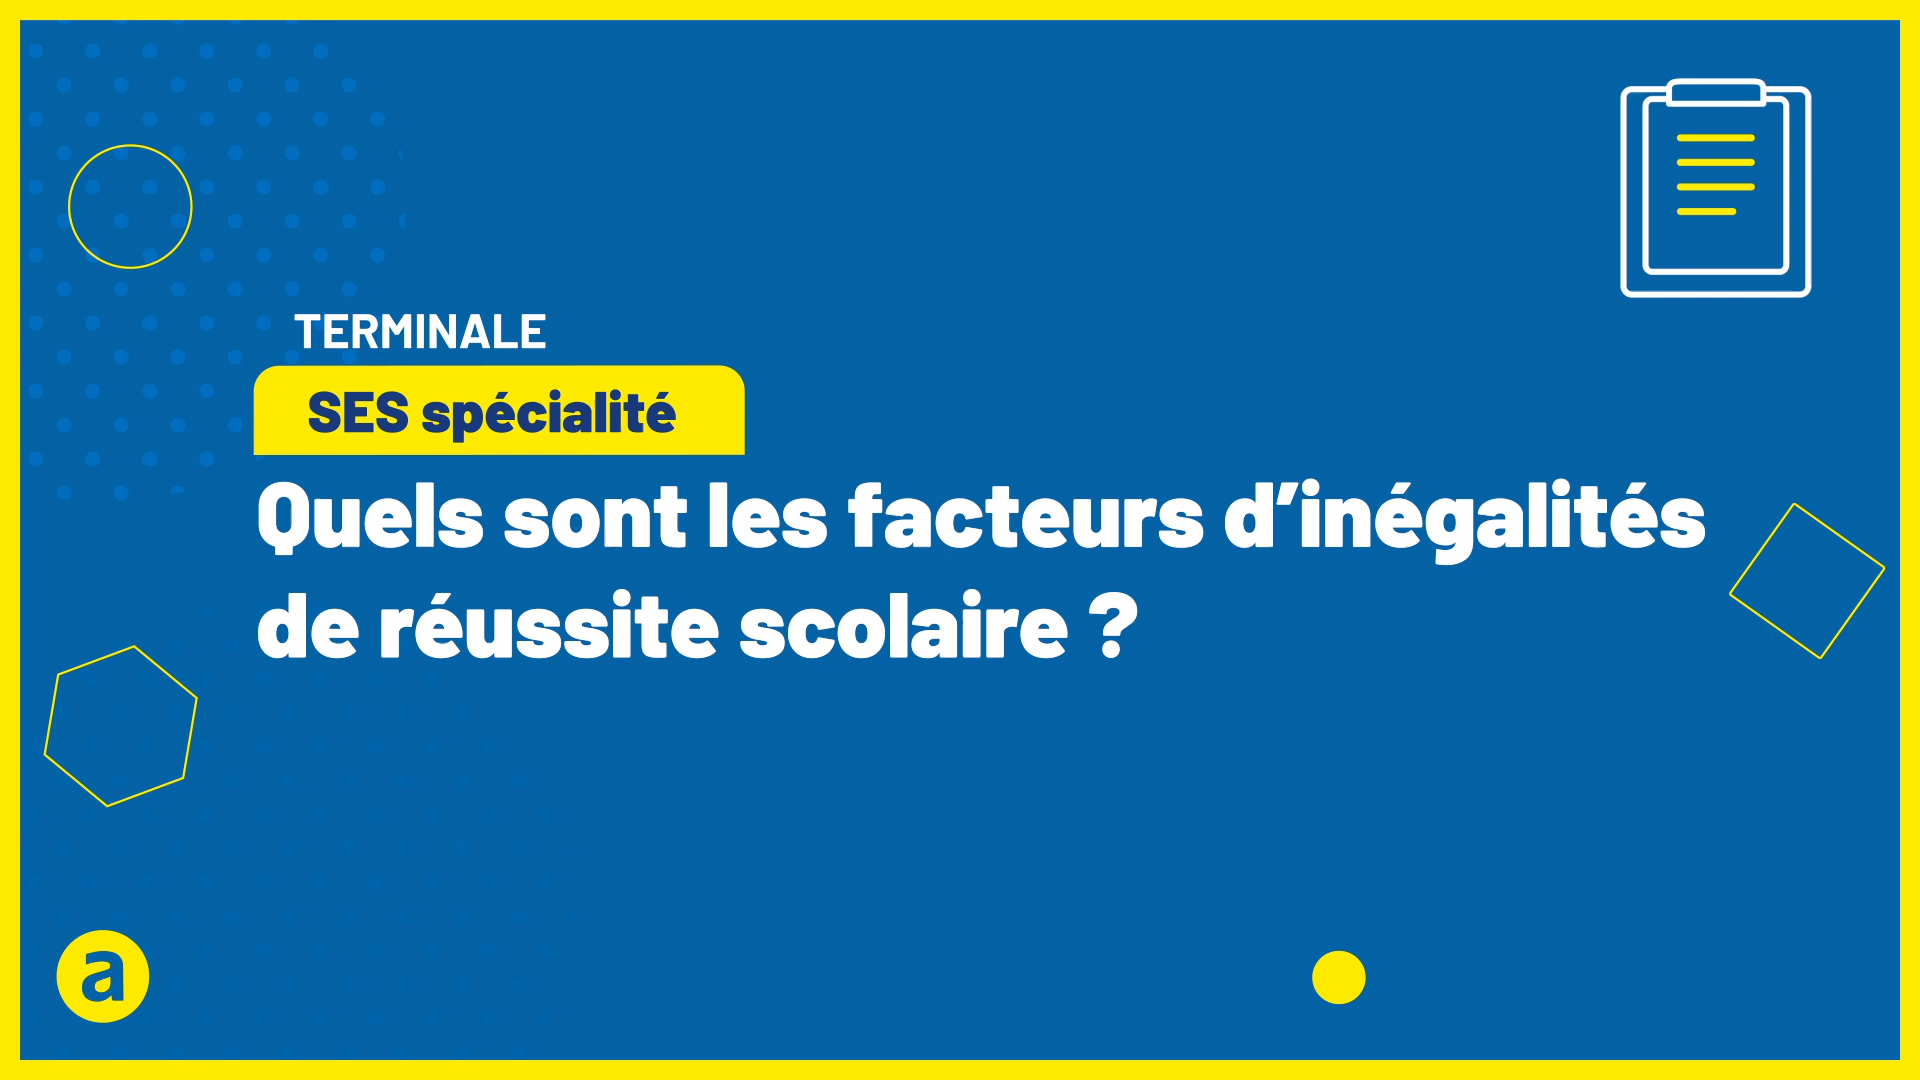 TERMINALE
SES spécialité
Quels sont les facteurs d’inégalités
de réussite scolaire ?
a